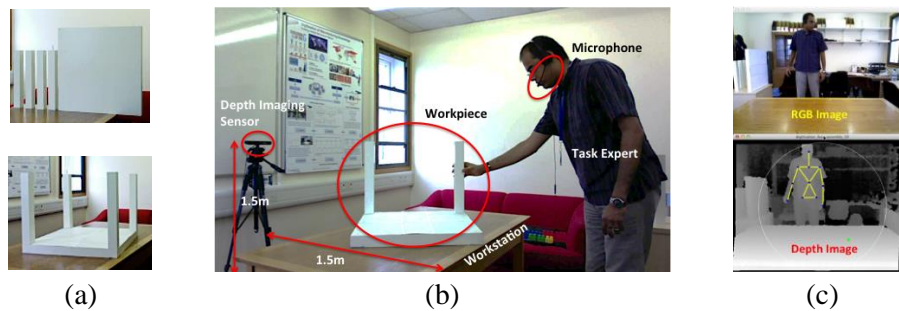 Microphone
Depth Imaging
Sensor
Workpiece
Task Expert
1.5m
1.5m
Workstation
RGB Image
Depth Image
(a)
(b)
(c)